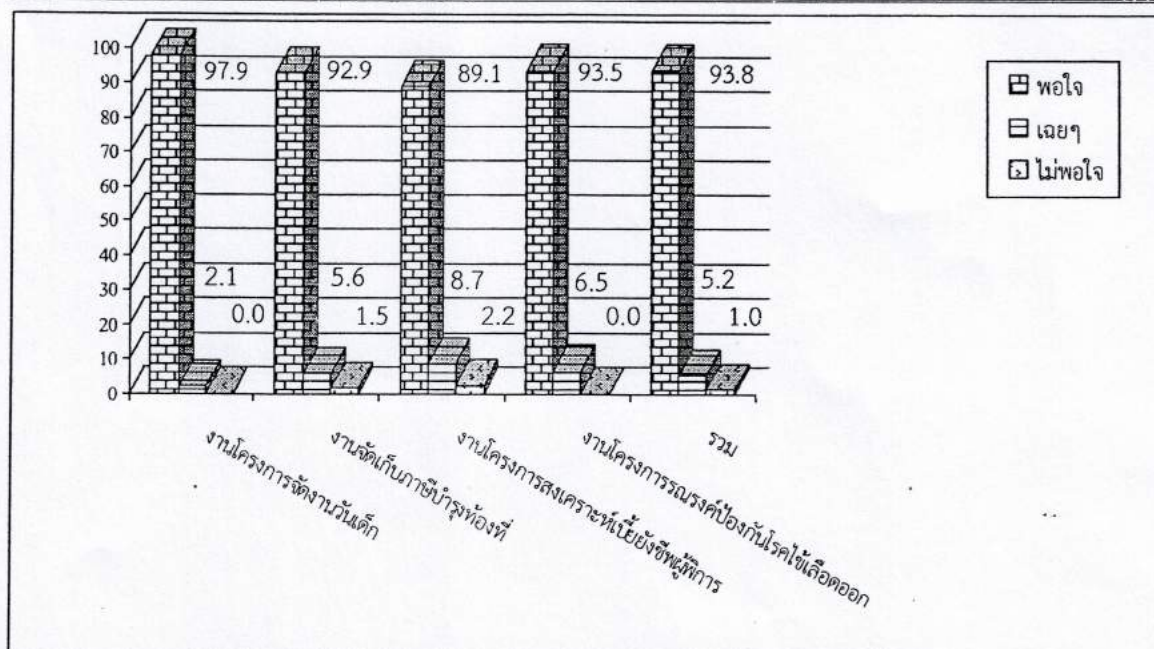 100
90
80
70
60
50
40
30
20
10
0
97.9 92.9 89.1 93.5 93.8
2.1 5.6 8.7 6.5 5.2
0.0 1.5 2.2 0.0 1.0
งานโครงการจัดงานวันเด็ก
งานจัดเก็บภาษีบำรุงท้องที่
งานโครงการสงเคราะห์เบี้ยยังชีพผู้พิการ
งานโครงการรณรงค์ป้องกันโรคไข้เลือดออก
รวม
พอใจ
เฉยๆ
ไม่พอใจ